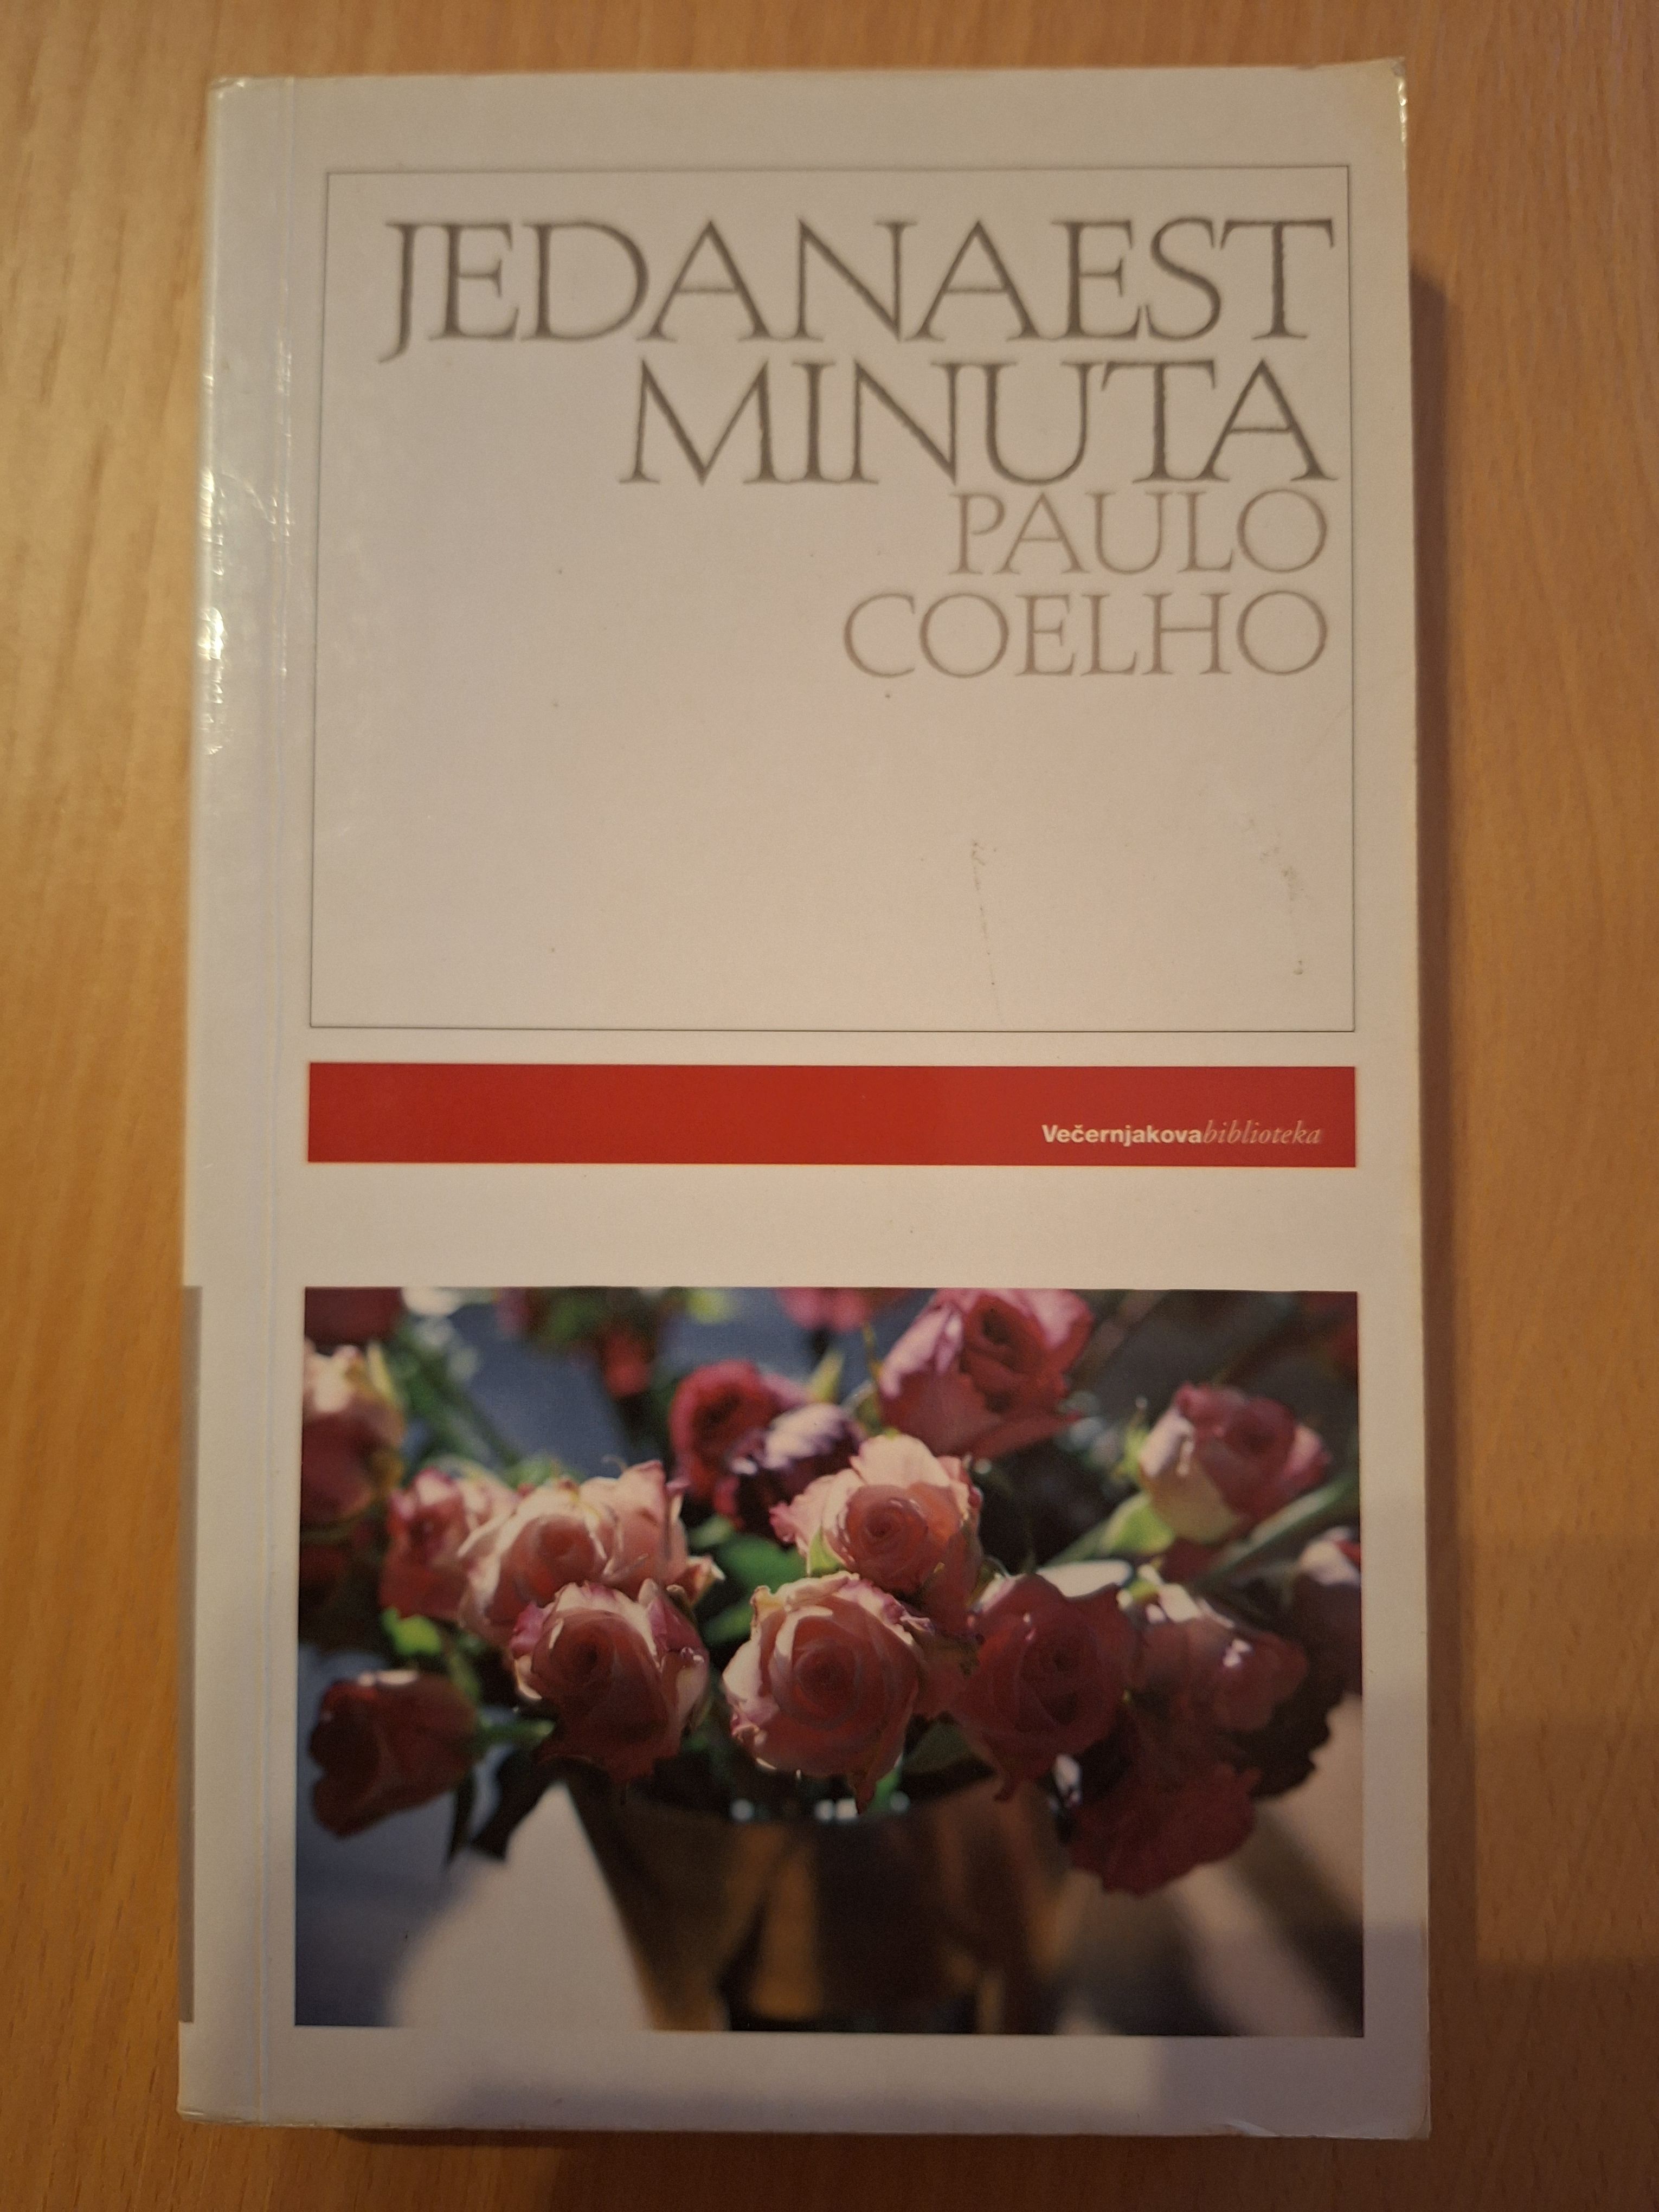 JEDANAEST
MINUTA
PAULO
COELHO
Večernjakovabiblioteka